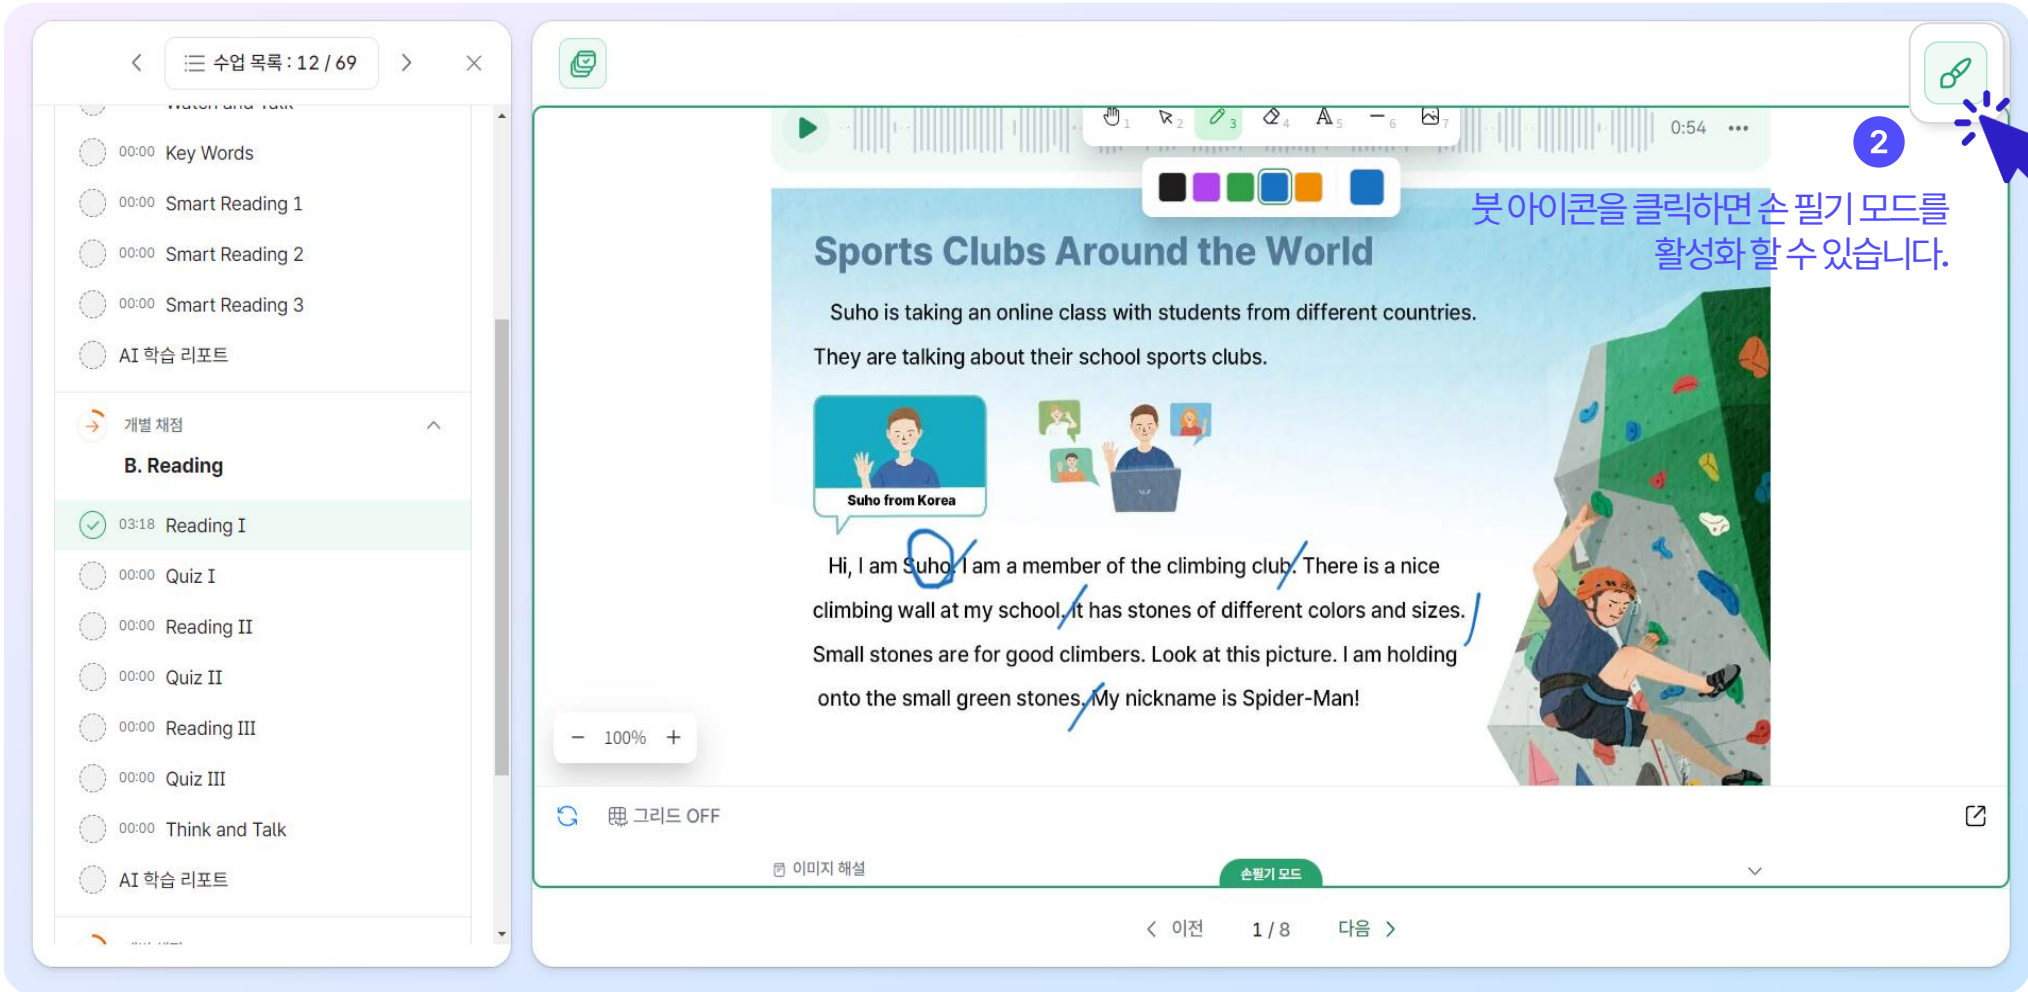 수업 목록 : 12 / 69
Watch and Talk
00:00 Key Words
00:00 Smart Reading 1
00:00 Smart Reading 2
00:00 Smart Reading 3
AI 학습 리포트
개별 채점
B. Reading
03:18 Reading I
00:00 Quiz I
00:00 Reading II
00:00 Quiz II
00:00 Reading III
00:00 Quiz III
00:00 Think and Talk
AI 학습 리포트
1 2 3 4 A 5 6 7
0:54
2
붓 아이콘을 클릭하면 손 필기 모드를
활성화 할 수 있습니다.
Sports Clubs Around the World
Suho is taking an online class with students from different countries.
They are talking about their school sports clubs.
Suho from Korea
Hi, I am Suho. I am a member of the climbing club. There is a nice
climbing wall at my school. It has stones of different colors and sizes.
Small stones are for good climbers. Look at this picture. I am holding
onto the small green stones. My nickname is Spider-Man!
100%
그리드 OFF
이미지 해설
손필기 모드
이전 1 / 8 다음